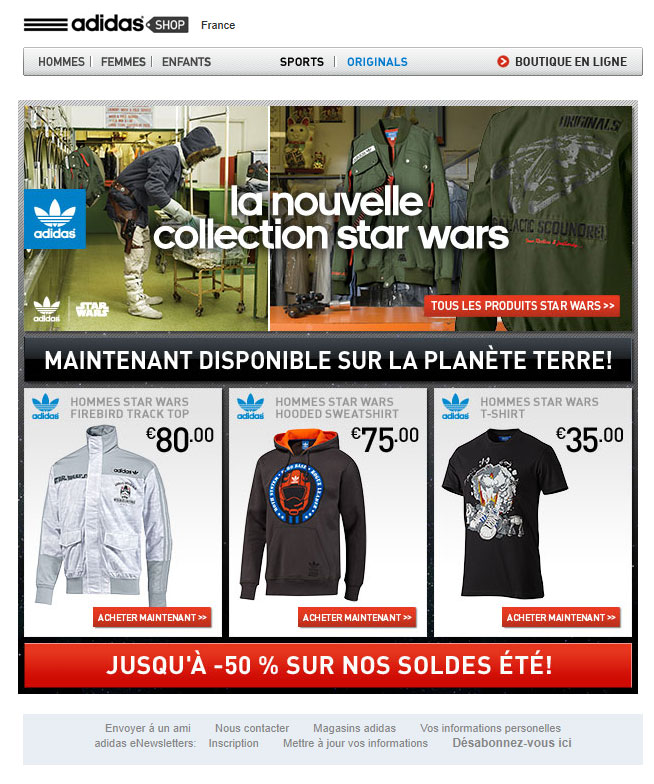 adidas SHOP France
HOMMES FEMMES ENFANTS SPORTS ORIGINALS BOUTIQUE EN LIGNE
ORIGINALS
GALACTIC SCOUNDREL
adidas
la nouvelle
collection star wars
adidas STAR WARS
TOUS LES PRODUITS STAR WARS >>
MAINTENANT DISPONIBLE SUR LA PLANÈTE TERRE!
adidas
HOMMES STAR WARS
FIREBIRD TRACK TOP
€80.00
adidas
ACHETER MAINTENANT >>
adidas
HOMMES STAR WARS
HOODED SWEATSHIRT
€75.00
ACHETER MAINTENANT >>
adidas
HOMMES STAR WARS
T-SHIRT
€35.00
ACHETER MAINTENANT >>
JUSQU'À -50 % SUR NOS SOLDES ÉTÉ!
Envoyer á un ami Nous contacter Magasins adidas Vos informations personelles
adidas eNewsletters: Inscription Mettre à jour vos informations Désabonnez-vous ici